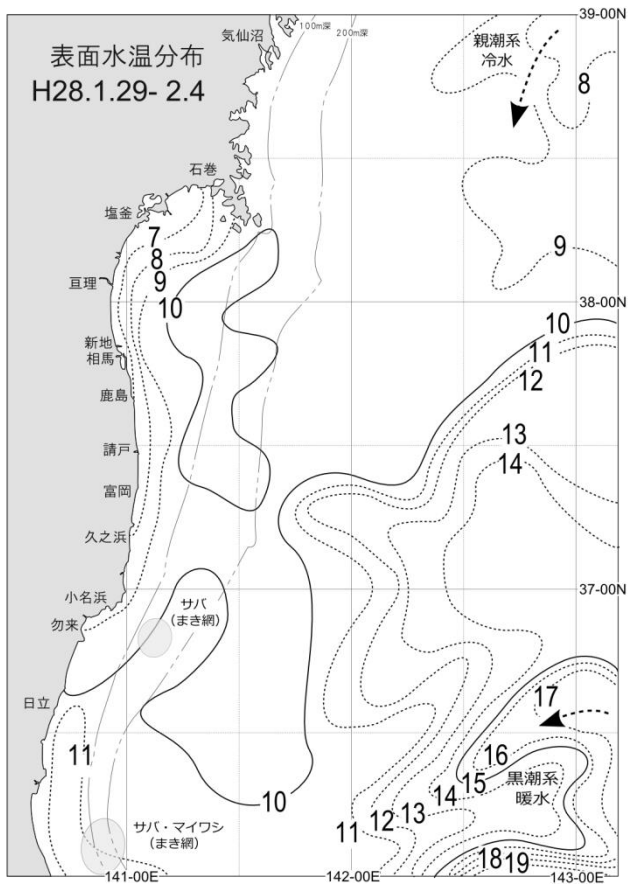 表面水温分布
H28.1.29- 2.4
気仙沼
100m深
200m深
39-00N
親潮系
冷水
8
石巻
塩釜
7
8
9
9
亘理
10
38-00N
10
新地
相馬
11
12
鹿島
13
請戸
14
富岡
久之浜
37-00N
小名浜
サバ
(まき網)
勿来
日立
17
11
16
15
黒潮系
暖水
14
10
13
12
11
サバ・マイワシ
(まき網)
18
19
141-00E
142-00E
143-00E